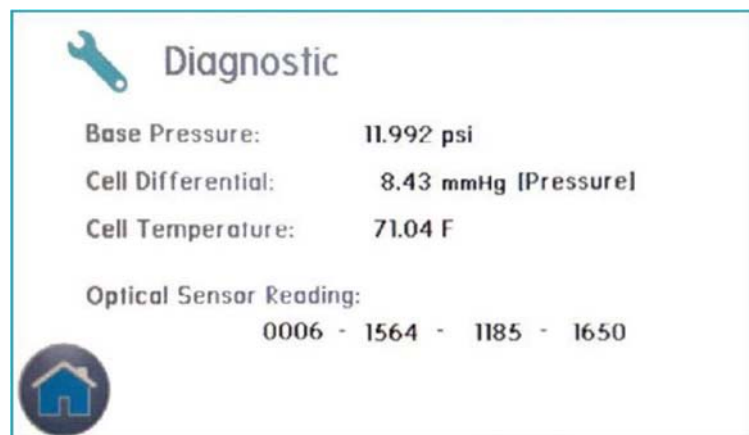 Diagnostic
Base Pressure: 11.992 psi
Cell Differential: 8.43 mmHg [Pressure]
Cell Temperature: 71.04 F
Optical Sensor Reading:
0006 - 1564 - 1185 - 1650